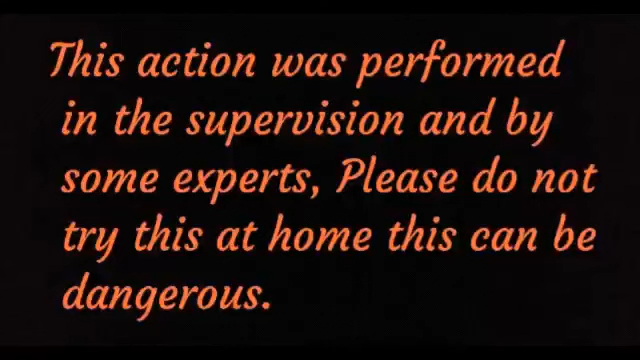 This action was performed
in the supervision and by
some experts, Please do not
try this at home this can be
dangerous.